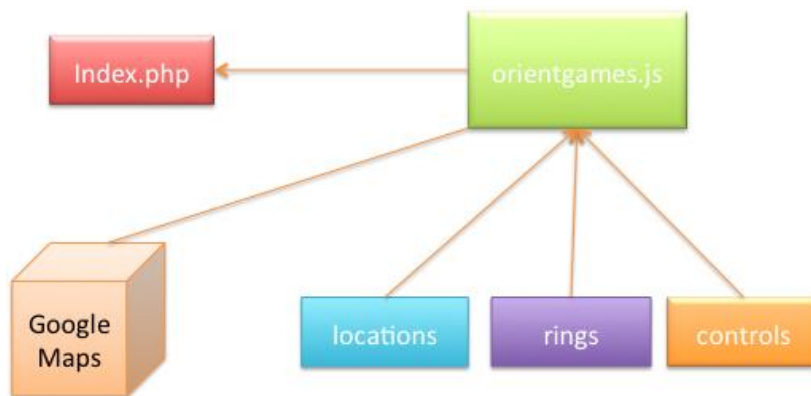 Index.php
orientgames.js
Google
Maps
locations
rings
controls